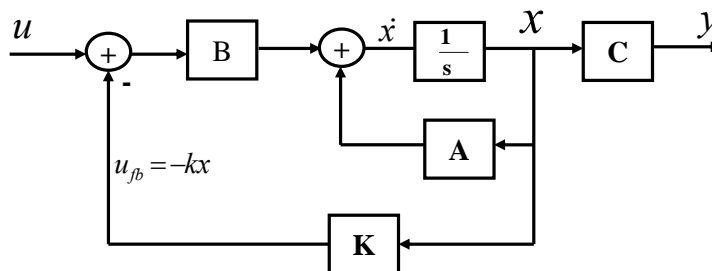 u
+
-
B
+
ẋ
1
s
x
C
y
A
u_fb = -kx
K